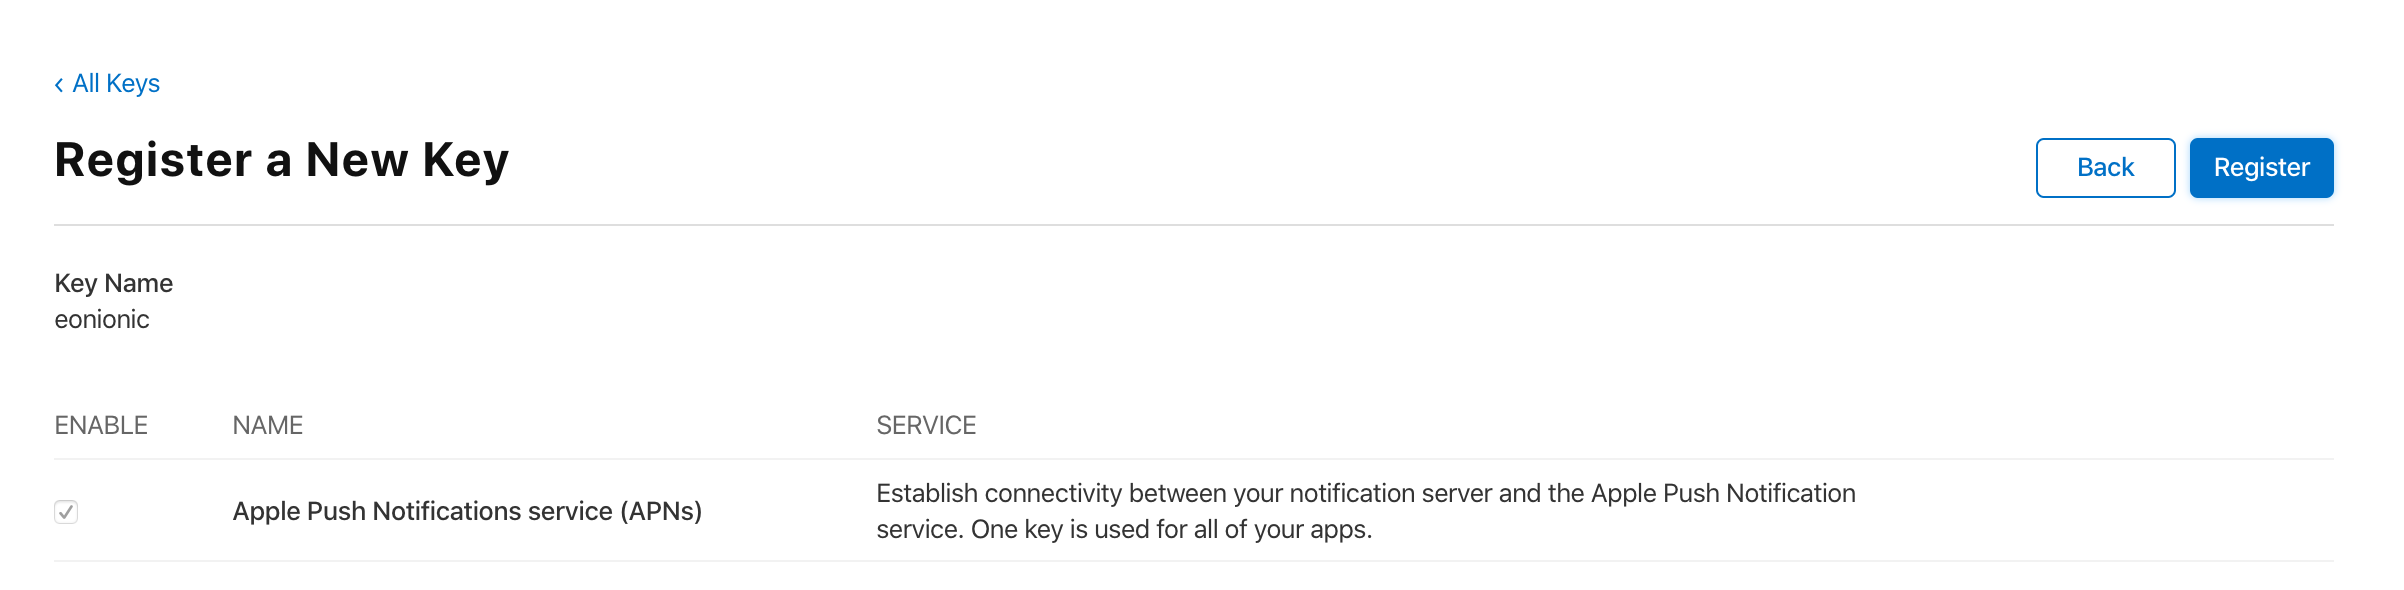 ‹ All Keys
Register a New Key
Back
Register
Key Name
eonionic
ENABLE NAME SERVICE
Apple Push Notifications service (APNs)
Establish connectivity between your notification server and the Apple Push Notification
service. One key is used for all of your apps.